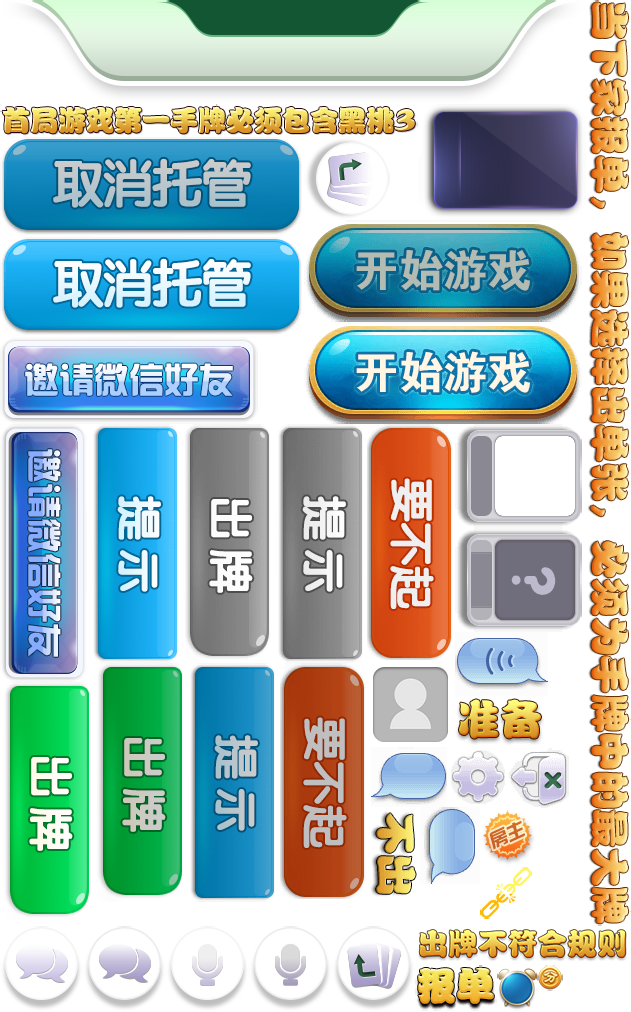 首局游戏第一手牌必须包含黑桃3
取消托管
取消托管
开始游戏
开始游戏
邀请微信好友
邀请微信好友
提示
出牌
提示
要不起
?
准备
出牌
出牌
提示
要不起
不出
房主
出牌不符合规则
报单
当下家报单，如果选择出单张，必须为手牌中的最大牌